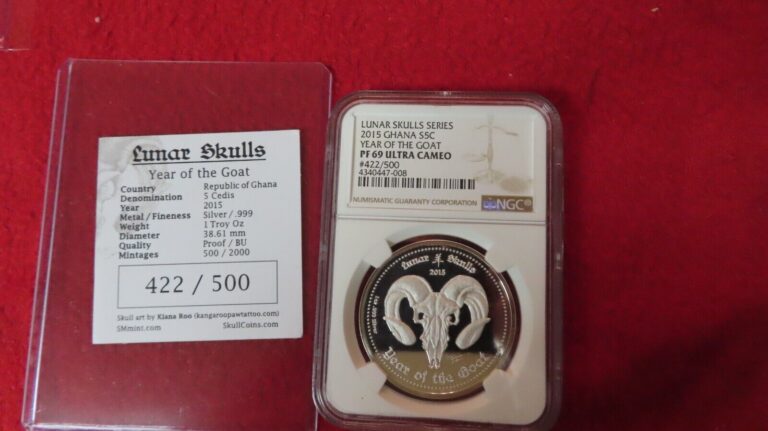 Lunar Skulls
Year of the Goat
Country Republic of Ghana
Denomination 5 Cedis
Year 2015
Metal / Fineness Silver / .999
Weight 1 Troy Oz
Diameter 38.61 mm
Quality Proof / BU
Mintages 500 / 2000
422 / 500
Skull art by Kiana Roo (kangaroopawtattoo.com)
SMmint.com SkullCoins.com
LUNAR SKULLS SERIES
2015 GHANA S5C
YEAR OF THE GOAT
PF 69 ULTRA CAMEO
#422/500
4340447-008
NUMISMATIC GUARANTY CORPORATION NGC
Lunar 羊 Skulls
2015
Year of the Goat